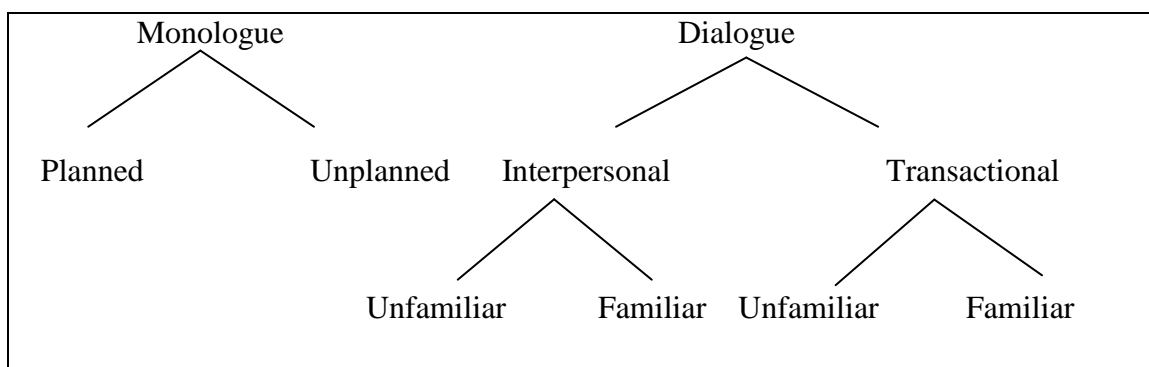 Monologue Dialogue
Planned Unplanned Interpersonal Transactional
Unfamiliar Familiar Unfamiliar Familiar